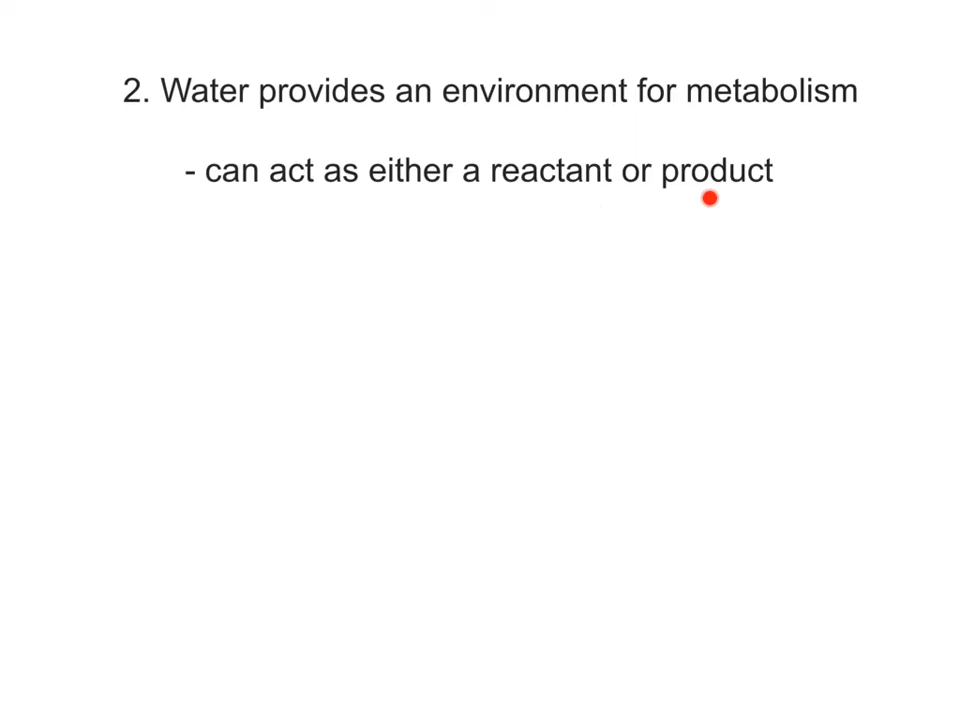 2. Water provides an environment for metabolism
- can act as either a reactant or product